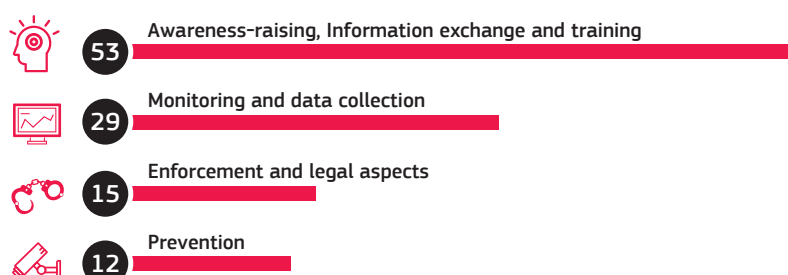 Awareness-raising, Information exchange and training
53
Monitoring and data collection
29
Enforcement and legal aspects
15
Prevention
12